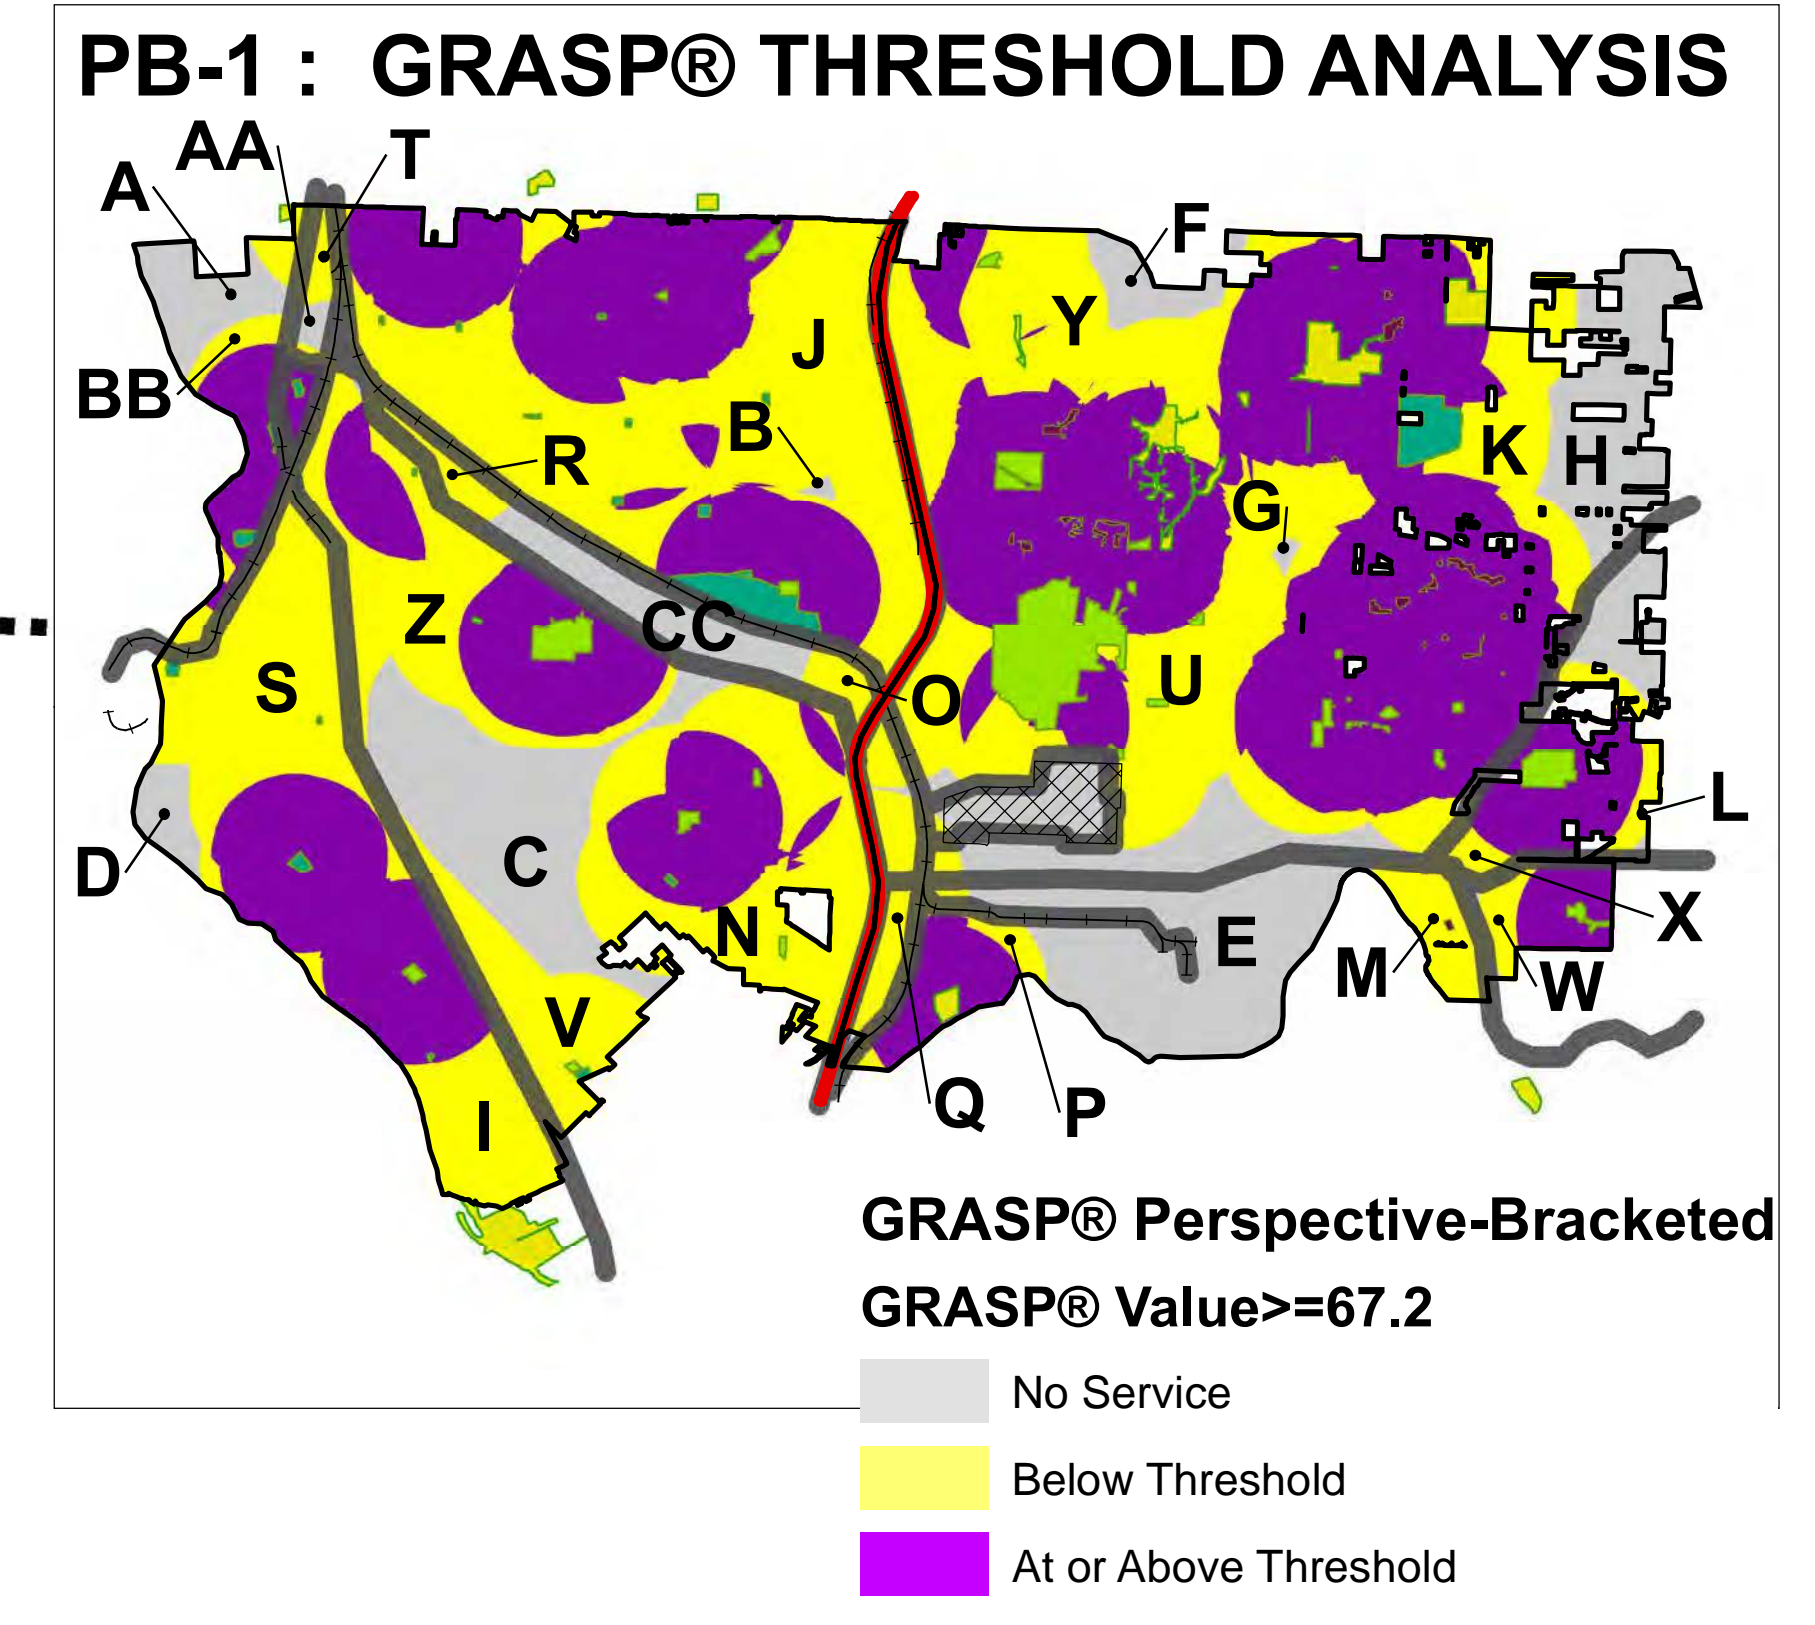 PB-1 : GRASP® THRESHOLD ANALYSIS
AA
T
A
F
J
Y
BB
B
R
K
H
G
Z
CC
S
O
U
L
C
D
N
X
E
M
W
V
Q
P
I
GRASP® Perspective-Bracketed
GRASP® Value>=67.2
No Service
Below Threshold
At or Above Threshold